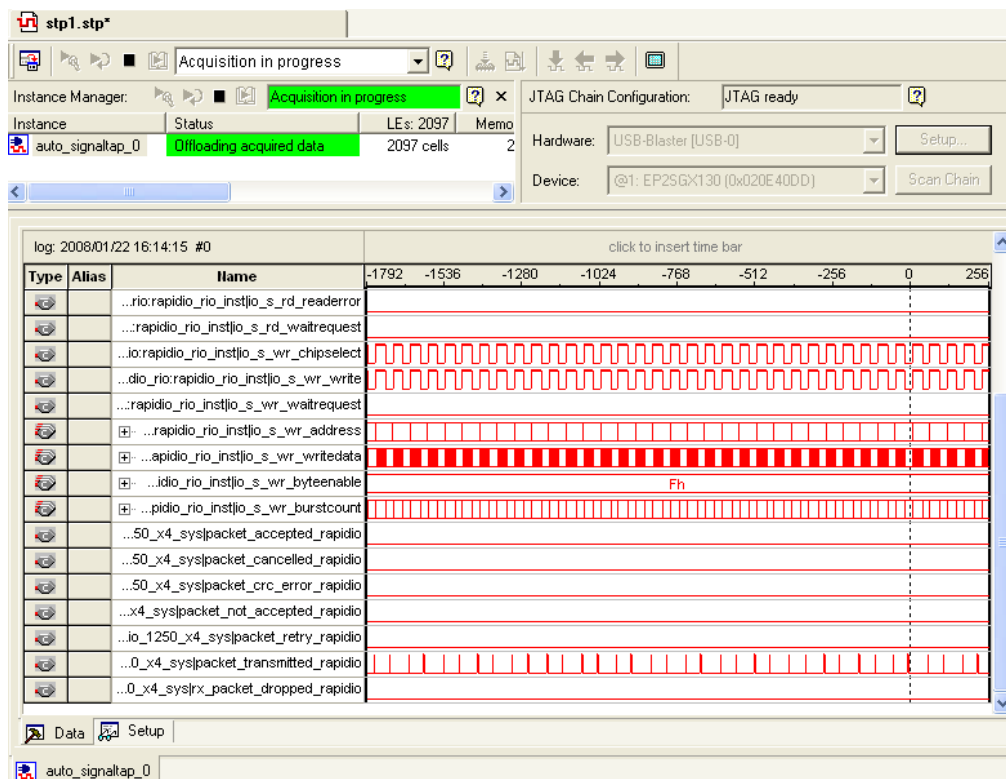 stp1.stp*
Acquisition in progress
Instance Manager: Acquisition in progress
JTAG Chain Configuration: JTAG ready
Instance Status LEs: 2097 Memo
auto_signaltap_0 Offloading acquired data 2097 cells 2
Hardware: USB-Blaster [USB-0] Setup...
Device: @1: EP2SGX130 (0x020E40DD) Scan Chain
log: 2008/01/22 16:14:15 #0 click to insert time bar
Type Alias Name -1792 -1536 -1280 -1024 -768 -512 -256 0 256
...rio:rapidio_rio_inst|io_s_rd_readerror
...:rapidio_rio_inst|io_s_rd_waitrequest
...io:rapidio_rio_inst|io_s_wr_chipselect
...dio_rio:rapidio_rio_inst|io_s_wr_write
...:rapidio_rio_inst|io_s_wr_waitrequest
...rapidio_rio_inst|io_s_wr_address
...apidio_rio_inst|io_s_wr_writedata
...idio_rio_inst|io_s_wr_byteenable Fh
...pidio_rio_inst|io_s_wr_burstcount
...50_x4_sys|packet_accepted_rapidio
...50_x4_sys|packet_cancelled_rapidio
...50_x4_sys|packet_crc_error_rapidio
...x4_sys|packet_not_accepted_rapidio
...io_1250_x4_sys|packet_retry_rapidio
...0_x4_sys|packet_transmitted_rapidio
...0_x4_sys|rx_packet_dropped_rapidio
Data Setup
auto_signaltap_0